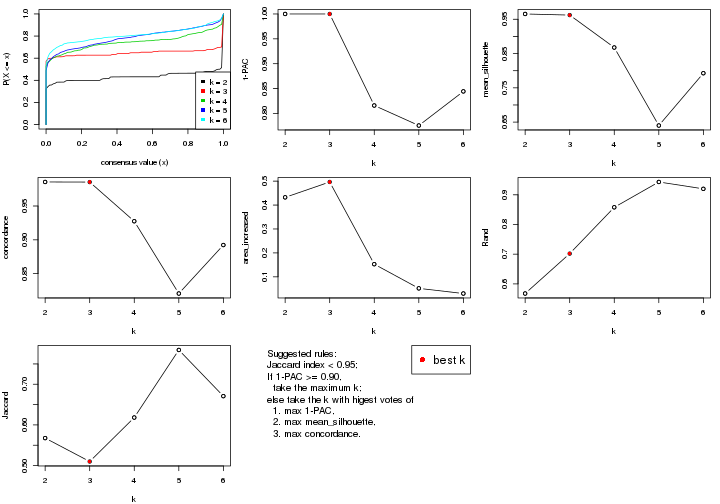 P(X <= x)
0.0 0.2 0.4 0.6 0.8 1.0
0.0 0.2 0.4 0.6 0.8 1.0
consensus value (x)
k = 2
k = 3
k = 4
k = 5
k = 6
1-PAC
0.80 0.85 0.90 0.95 1.00
2 3 4 5 6
k
mean_silhouette
0.65 0.75 0.85 0.95
2 3 4 5 6
k
concordance
0.85 0.90 0.95
2 3 4 5 6
k
area_increased
0.1 0.2 0.3 0.4 0.5
2 3 4 5 6
k
Rand
0.6 0.7 0.8 0.9
2 3 4 5 6
k
Jaccard
0.50 0.60 0.70
2 3 4 5 6
k
Suggested rules:
Jaccard index < 0.95;
If 1-PAC >= 0.90,
take the maximum k;
else take the k with higest votes of
1. max 1-PAC,
2. max mean_silhouette,
3. max concordance.
best k